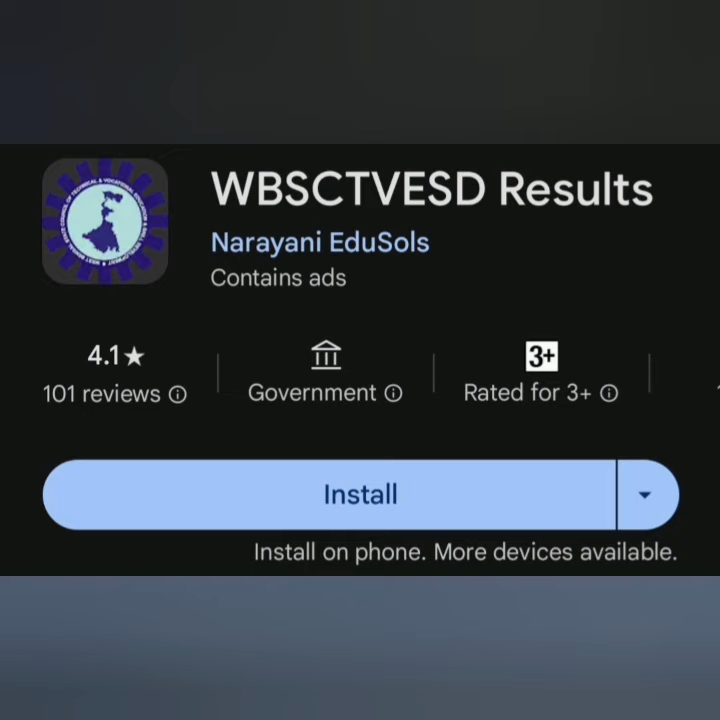 WBSCTVESD Results
Narayani EduSols
Contains ads
4.1★
101 reviews
Government
3+
Rated for 3+
Install
Install on phone. More devices available.